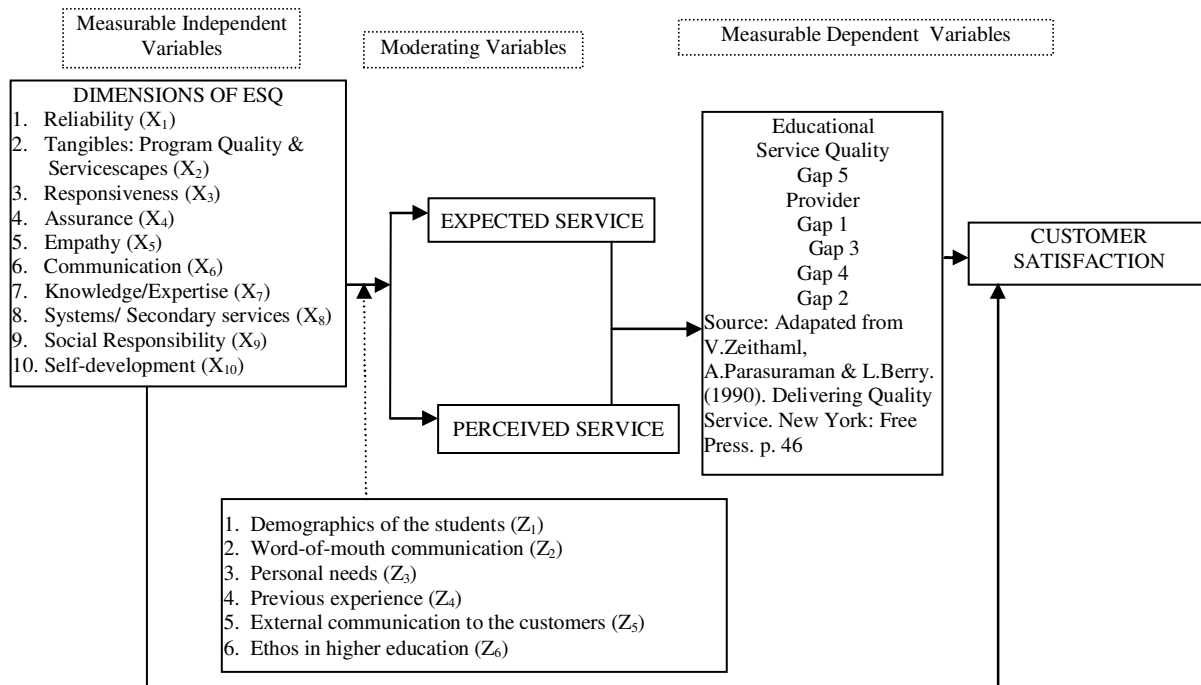 Measurable Independent
Variables
Moderating Variables
Measurable Dependent Variables
DIMENSIONS OF ESQ
1. Reliability (X₁)
2. Tangibles: Program Quality &
Servicescapes (X₂)
3. Responsiveness (X₃)
4. Assurance (X₄)
5. Empathy (X₅)
6. Communication (X₆)
7. Knowledge/Expertise (X₇)
8. Systems/ Secondary services (X₈)
9. Social Responsibility (X₉)
10. Self-development (X₁₀)
EXPECTED SERVICE
PERCEIVED SERVICE
Educational
Service Quality
Gap 5
Provider
Gap 1
Gap 3
Gap 4
Gap 2
Source: Adapated from
V.Zeithaml,
A.Parasuraman & L.Berry.
(1990). Delivering Quality
Service. New York: Free
Press. p. 46
CUSTOMER
SATISFACTION
1. Demographics of the students (Z₁)
2. Word-of-mouth communication (Z₂)
3. Personal needs (Z₃)
4. Previous experience (Z₄)
5. External communication to the customers (Z₅)
6. Ethos in higher education (Z₆)